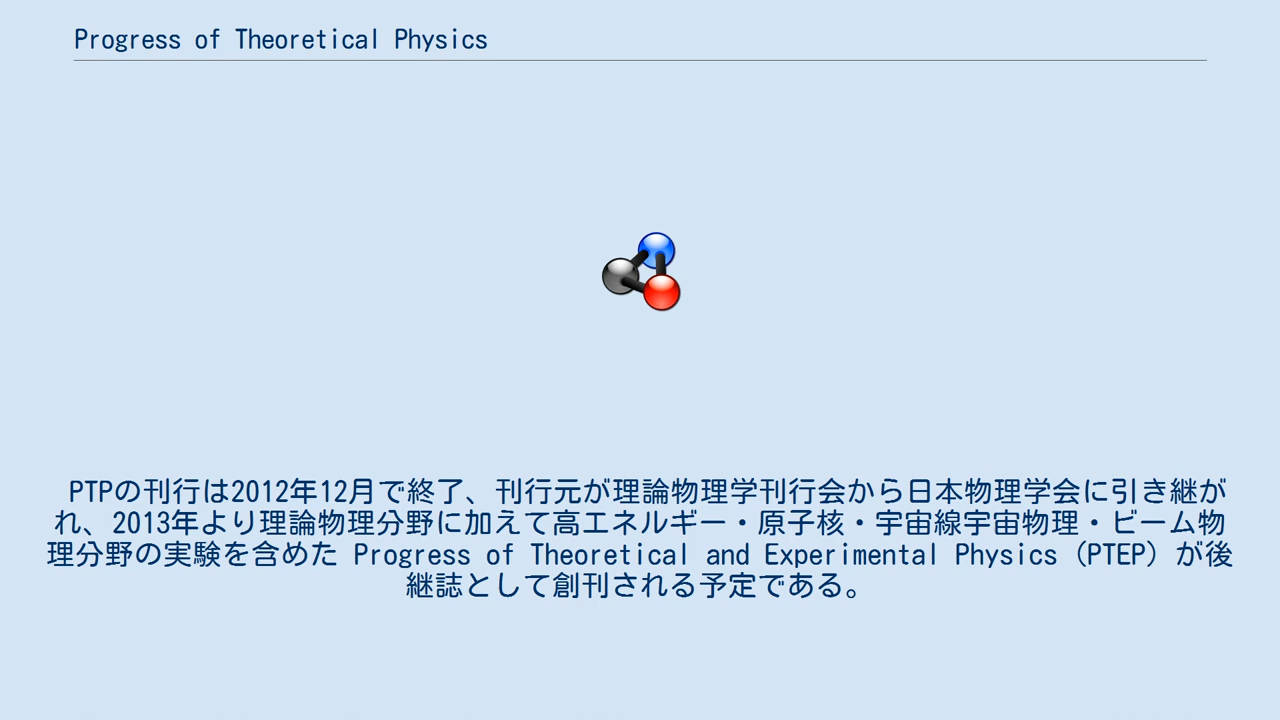 Progress of Theoretical Physics
PTPの刊行は2012年12月で終了、刊行元が理論物理学刊行会から日本物理学会に引き継が
れ、2013年より理論物理分野に加えて高エネルギー・原子核・宇宙線宇宙物理・ビーム物
理分野の実験を含めた Progress of Theoretical and Experimental Physics（PTEP）が後
継誌として創刊される予定である。